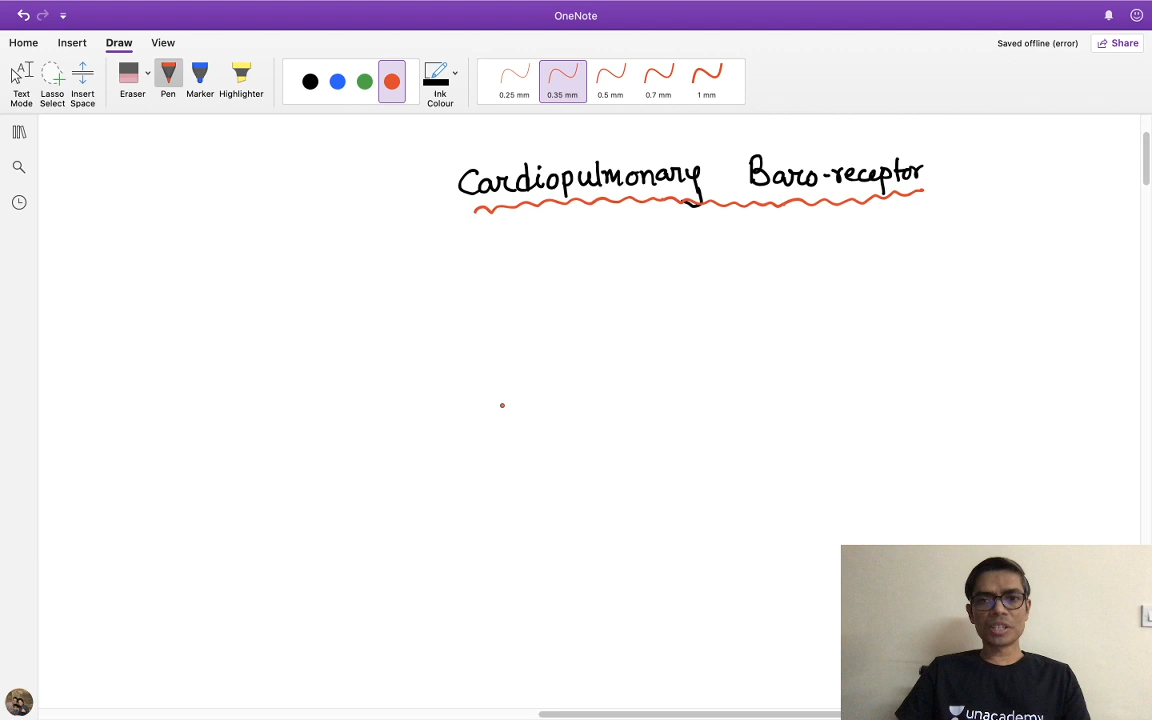 OneNote
Home Insert Draw View
Saved offline (error) Share
Text Mode Lasso Select Insert Space Eraser Pen Marker Highlighter Ink Colour 0.25 mm 0.35 mm 0.5 mm 0.7 mm 1 mm
Cardiopulmonary Baro-receptor
unacademy